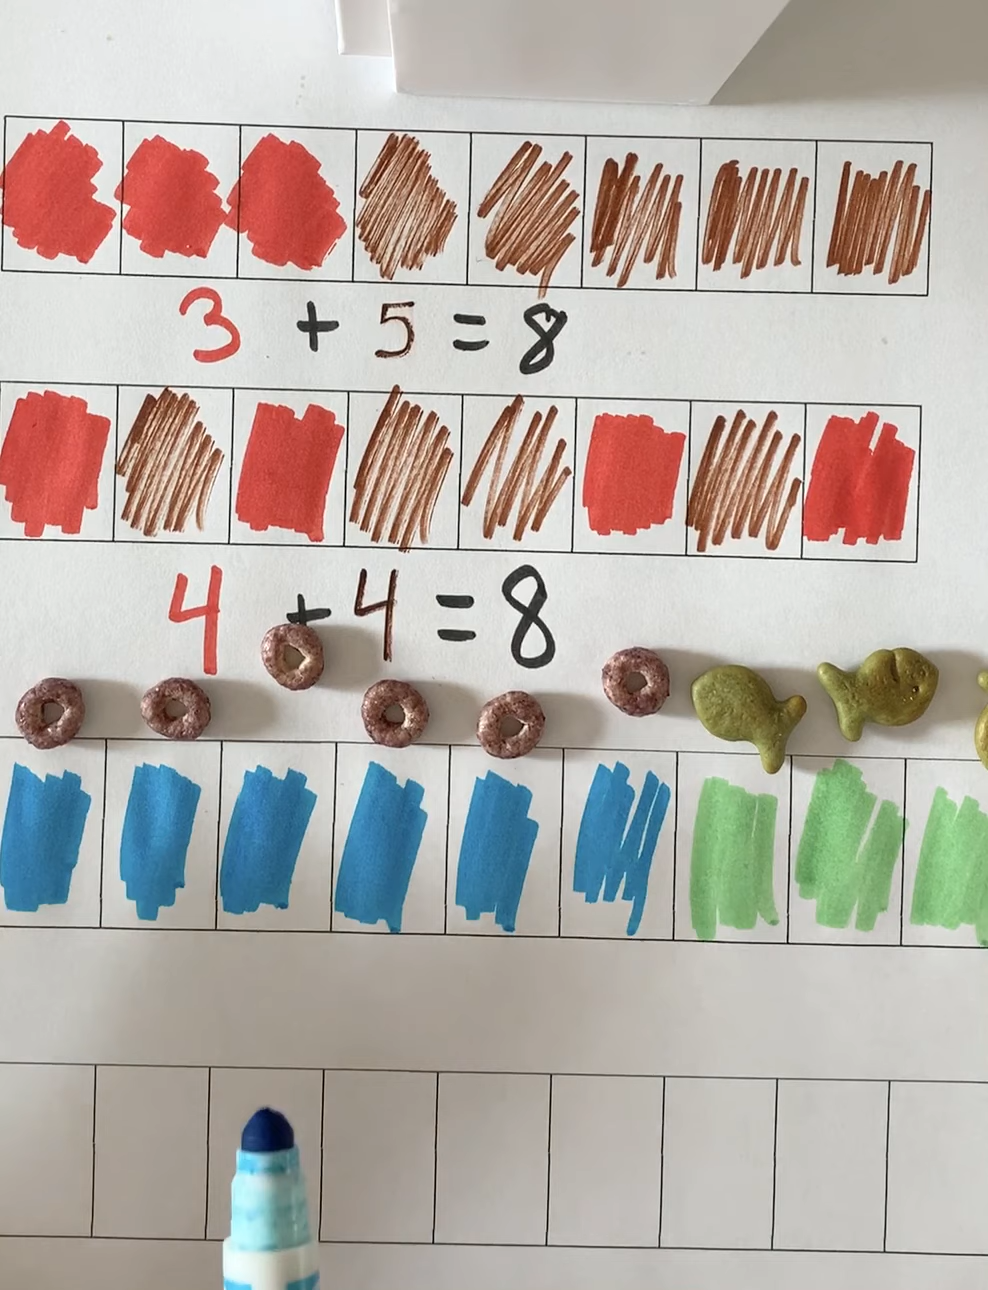 3 + 5 = 8
4 + 4 = 8